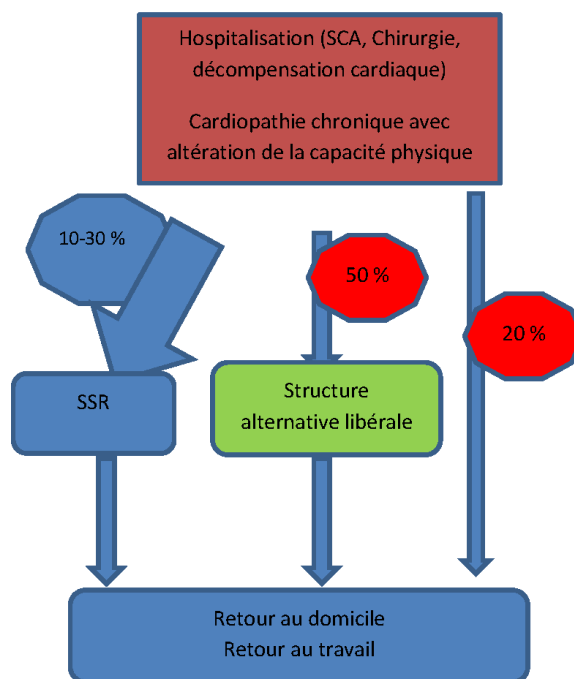 Hospitalisation (SCA, Chirurgie,
décompensation cardiaque)
Cardiopathie chronique avec
altération de la capacité physique
10-30 %
50 %
20 %
SSR
Structure
alternative libérale
Retour au domicile
Retour au travail